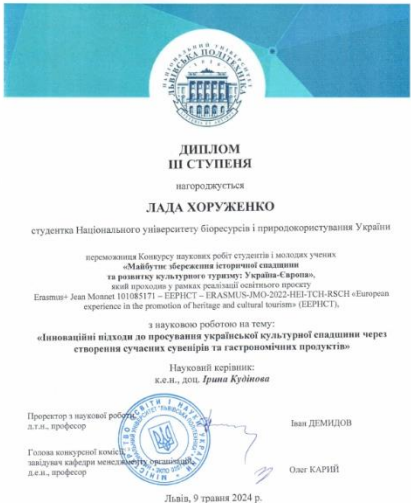 НАЦІОНАЛЬНИЙ УНІВЕРСИТЕТ
ЛЬВІВСЬКА ПОЛІТЕХНІКА
ДИПЛОМ
ІІІ СТУПЕНЯ
нагороджується
ЛАДА ХОРУЖЕНКО
студентка Національного університету біоресурсів і природокористування України
переможниця Конкурсу наукових робіт студентів і молодих учених
«Майбутнє збереження історичної спадщини
та розвитку культурного туризму: Україна-Європа»,
який проходив у рамках реалізації освітнього проєкту
Erasmus+ Jean Monnet 101085171 – EEPHCT – ERASMUS-JMO-2022-HEI-TCH-RSCH «European
experience in the promotion of heritage and cultural tourism» (EEPHCT),
з науковою роботою на тему:
«Інноваційні підходи до просування української культурної спадщини через
створення сучасних сувенірів та гастрономічних продуктів»
Науковий керівник:
к.е.н., доц. Ірина Кудінова
Проректор з наукової роботи
д.т.н., професор
Іван ДЕМИДОВ
Голова конкурсної комісії,
завідувач кафедри менеджменту організацій,
д.е.н., професор
Олег КАРИЙ
Львів, 9 травня 2024 р.